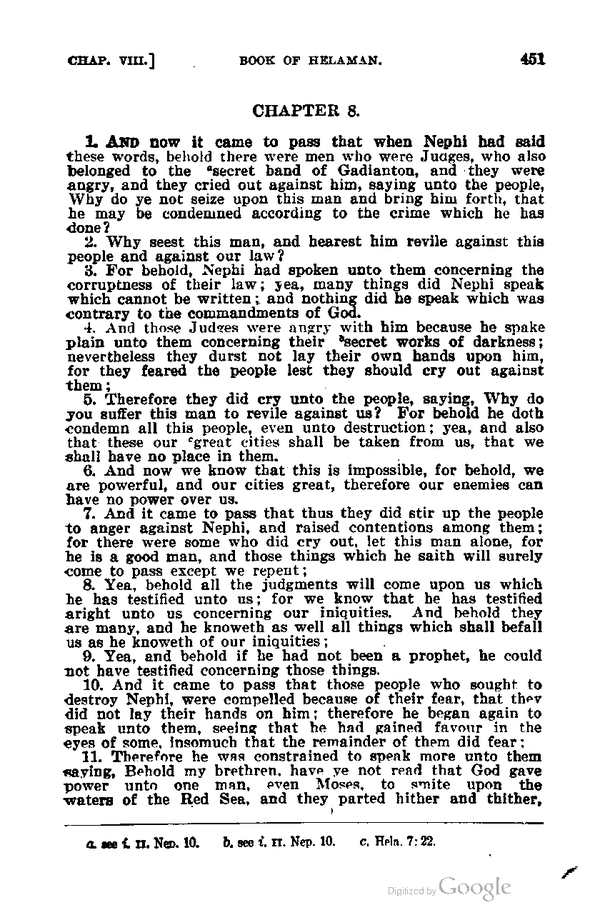 CHAP. VIII.] BOOK OF HELAMAN. 451
CHAPTER 8.
1. AND now it came to pass that when Nephi had said
these words, behold there were men who were Judges, who also
belonged to the ᵃsecret band of Gadianton, and they were
angry, and they cried out against him, saying unto the people,
Why do ye not seize upon this man and bring him forth, that
he may be condemned according to the crime which he has
done?
2. Why seest this man, and hearest him revile against this
people and against our law?
3. For behold, Nephi had spoken unto them concerning the
corruptness of their law; yea, many things did Nephi speak
which cannot be written; and nothing did he speak which was
contrary to the commandments of God.
4. And those Judges were angry with him because he spake
plain unto them concerning their ᵇsecret works of darkness;
nevertheless they durst not lay their own hands upon him,
for they feared the people lest they should cry out against
them;
5. Therefore they did cry unto the people, saying, Why do
you suffer this man to revile against us? For behold he doth
condemn all this people, even unto destruction; yea, and also
that these our ᶜgreat cities shall be taken from us, that we
shall have no place in them.
6. And now we know that this is impossible, for behold, we
are powerful, and our cities great, therefore our enemies can
have no power over us.
7. And it came to pass that thus they did stir up the people
to anger against Nephi, and raised contentions among them;
for there were some who did cry out, let this man alone, for
he is a good man, and those things which he saith will surely
come to pass except we repent;
8. Yea, behold all the judgments will come upon us which
he has testified unto us; for we know that he has testified
aright unto us concerning our iniquities. And behold they
are many, and he knoweth as well all things which shall befall
us as he knoweth of our iniquities;
9. Yea, and behold if he had not been a prophet, he could
not have testified concerning those things.
10. And it came to pass that those people who sought to
destroy Nephi, were compelled because of their fear, that they
did not lay their hands on him; therefore he began again to
speak unto them, seeing that he had gained favour in the
eyes of some, insomuch that the remainder of them did fear;
11. Therefore he was constrained to speak more unto them
saying, Behold my brethren, have ye not read that God gave
power unto one man, even Moses, to smite upon the
waters of the Red Sea, and they parted hither and thither,
a. see f. II. Nep. 10. b. see f. II. Nep. 10. c. Hela. 7:22.
Digitized by Google